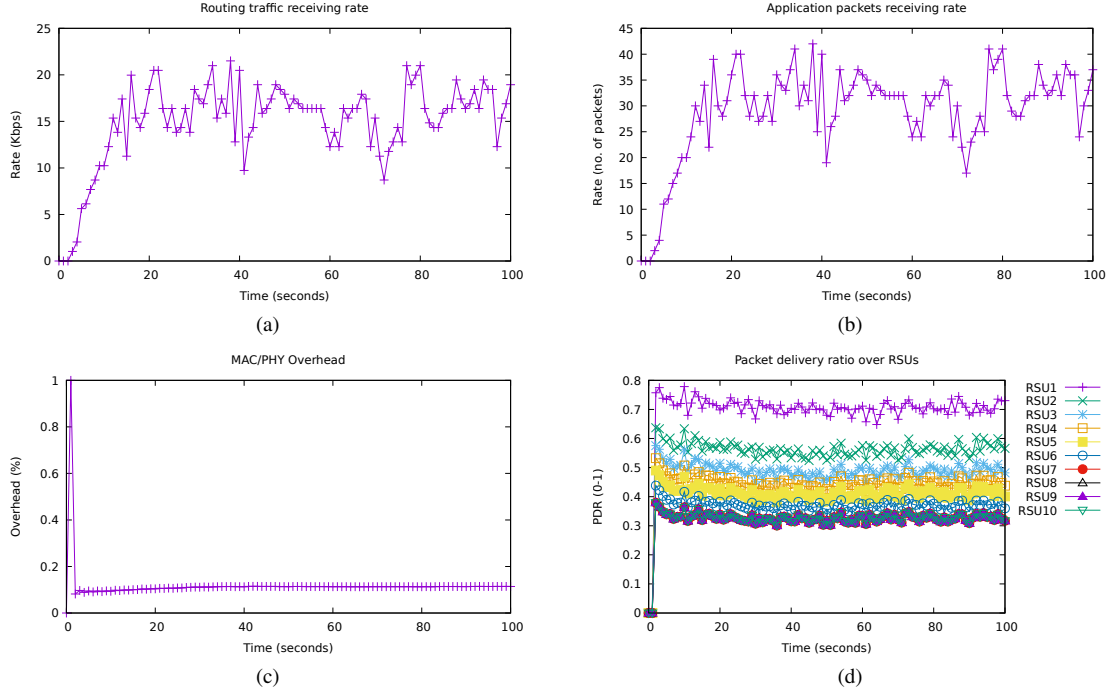 Routing traffic receiving rate
Rate (Kbps)
25
20
15
10
5
0
0 20 40 60 80 100
Time (seconds)
(a)
Application packets receiving rate
Rate (no. of packets)
45
40
35
30
25
20
15
10
5
0
0 20 40 60 80 100
Time (seconds)
(b)
MAC/PHY Overhead
Overhead (%)
1
0.8
0.6
0.4
0.2
0
0 20 40 60 80 100
Time (seconds)
(c)
Packet delivery ratio over RSUs
PDR (0-1)
0.8
0.7
0.6
0.5
0.4
0.3
0.2
0.1
0
0 20 40 60 80 100
Time (seconds)
RSU1
RSU2
RSU3
RSU4
RSU5
RSU6
RSU7
RSU8
RSU9
RSU10
(d)